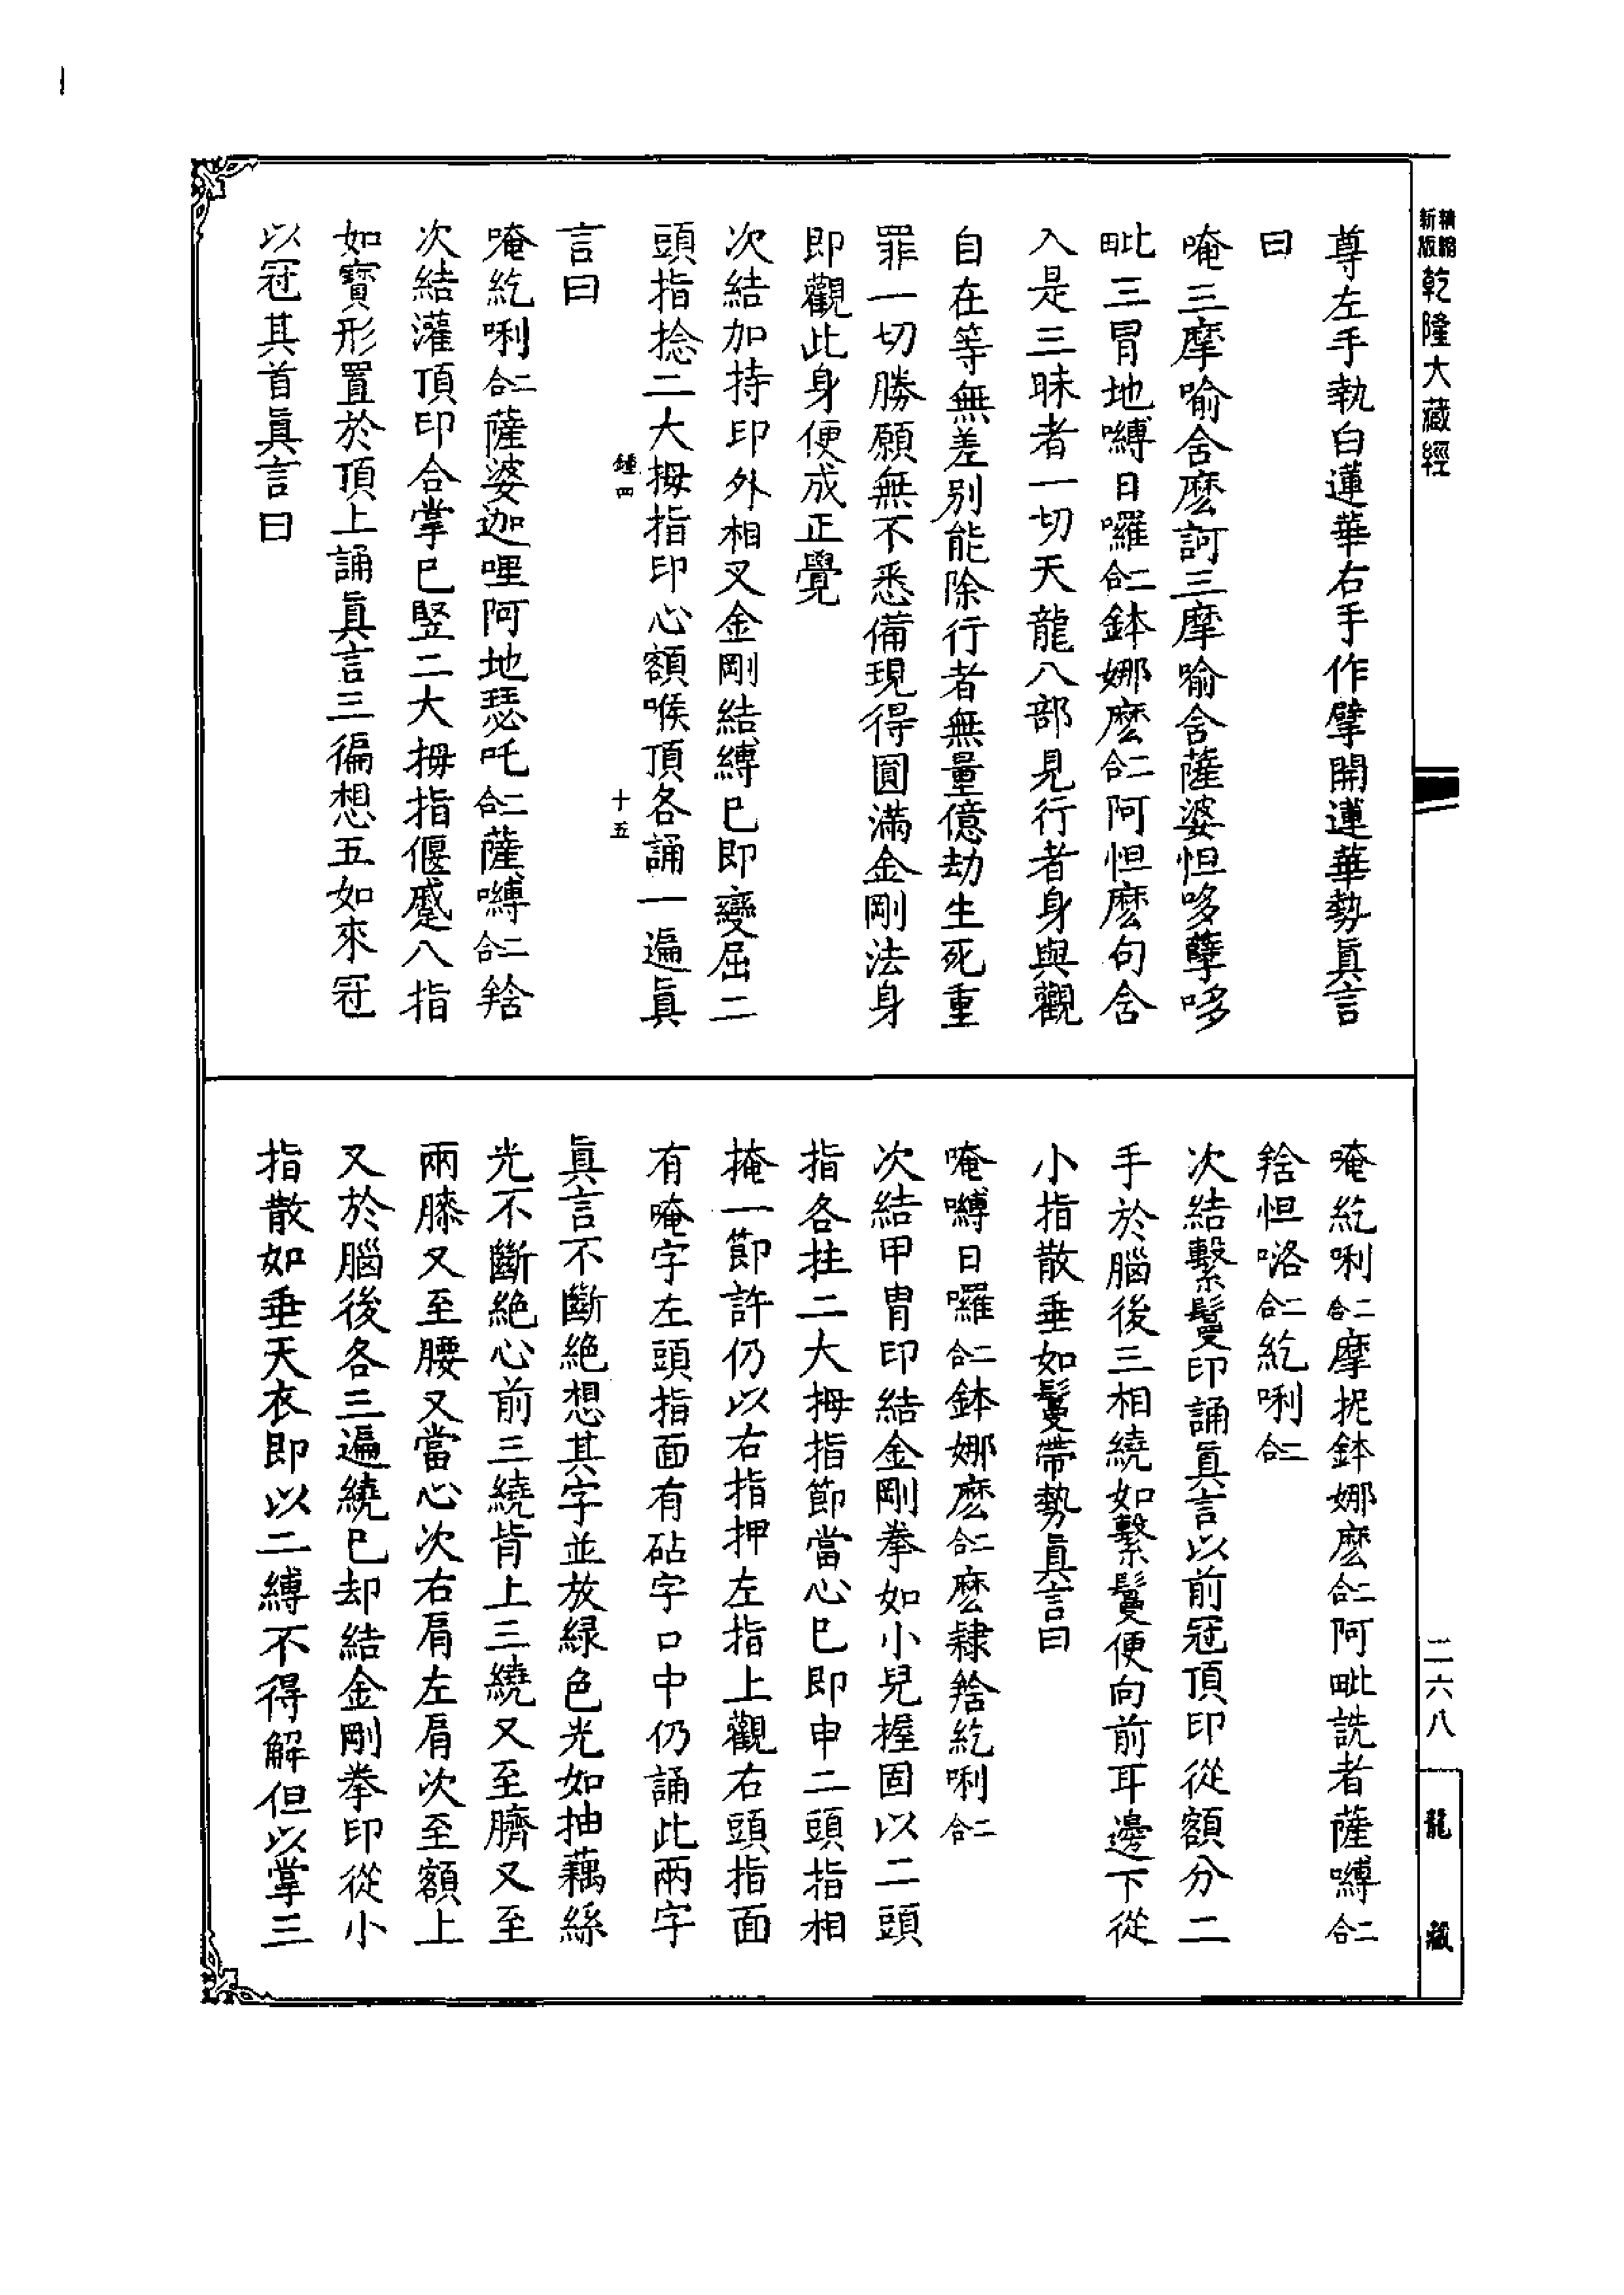 精縮新版乾隆大藏經
二六八
龍藏
尊左手執白蓮華右手作擘開蓮華勢眞言
曰
唵三摩喻舍麽訶三摩喻舍薩婆怛哆孽哆
毗三冒地嚩日囉二合鉢娜麽二合阿怛麽句舍
入是三昧者一切天龍八部見行者身與觀
自在等無差別能除行者無量億劫生死重
罪一切勝願無不悉備現得圓滿金剛法身
即觀此身便成正覺
次結加持印外相叉金剛結縛已即變屈二
頭指捻二大拇指印心額喉頂各誦一遍眞
鍾四 十五
言曰
唵紇唎二合薩婆迦哩阿地瑟吒二合薩嚩二合㗨
次結灌頂印合掌已竪二大拇指偃蹙八指
如寶形置於頂上誦眞言三徧想五如來冠
以冠其首眞言曰
唵紇唎二合摩抳鉢娜麽二合阿毗詵者薩嚩二合
㗨怛咯二合紇唎二合
次結繫鬘印誦眞言以前冠頂印從額分二
手於腦後三相繞如繫鬘便向前耳邊下從
小指散垂如鬘帶勢眞言曰
唵嚩日囉二合鉢娜麽二合麽隸㗨紇唎二合
次結甲冑印結金剛拳如小兒握固以二頭
指各拄二大拇指節當心已即申二頭指相
掩一節許仍以右指押左指上觀右頭指面
有唵字左頭指面有砧字口中仍誦此兩字
眞言不斷絶想其字並放緑色光如抽藕絲
光不斷絶心前三繞背上三繞又至臍又至
兩膝又至腰又當心次右肩左肩次至額上
又於腦後各三遍繞已却結金剛拳印從小
指散如垂天衣即以二縛不得解但以掌三